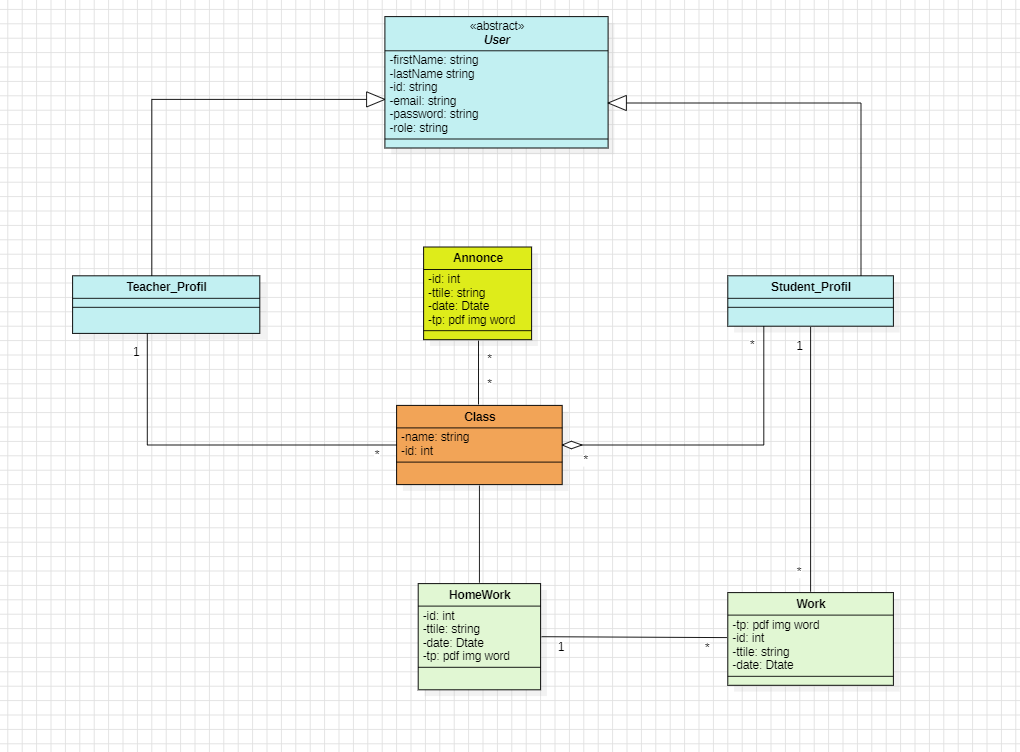 «abstract»
User
-firstName: string
-lastName string
-id: string
-email: string
-password: string
-role: string
Teacher_Profil
Annonce
-id: int
-ttile: string
-date: Dtate
-tp: pdf img word
Student_Profil
1
*
*
1
*
Class
-name: string
-id: int
*
*
*
HomeWork
-id: int
-ttile: string
-date: Dtate
-tp: pdf img word
1
*
Work
-tp: pdf img word
-id: int
-ttile: string
-date: Dtate